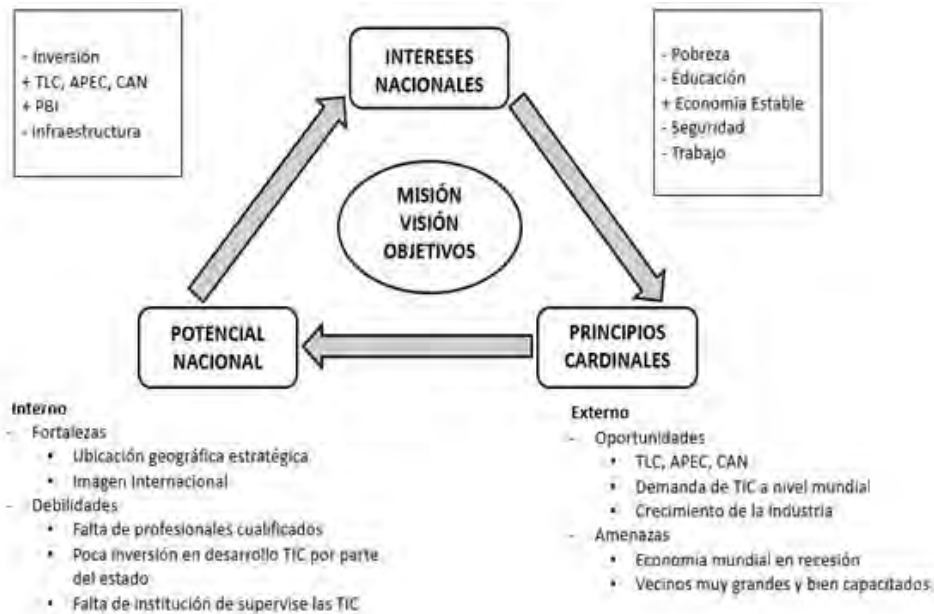 - Inversión
+ TLC, APEC, CAN
+ PBI
- Infraestructura
INTERESES
NACIONALES
- Pobreza
- Educación
+ Economía Estable
- Seguridad
- Trabajo
MISIÓN
VISIÓN
OBJETIVOS
POTENCIAL
NACIONAL
PRINCIPIOS
CARDINALES
Interno
- Fortalezas
• Ubicación geográfica estratégica
• Imagen Internacional
- Debilidades
• Falta de profesionales cualificados
• Poca inversión en desarrollo TIC por parte
del estado
• Falta de institución de supervise las TIC
Externo
- Oportunidades
• TLC, APEC, CAN
• Demanda de TIC a nivel mundial
• Crecimiento de la industria
- Amenazas
• Economía mundial en recesión
• Vecinos muy grandes y bien capacitados